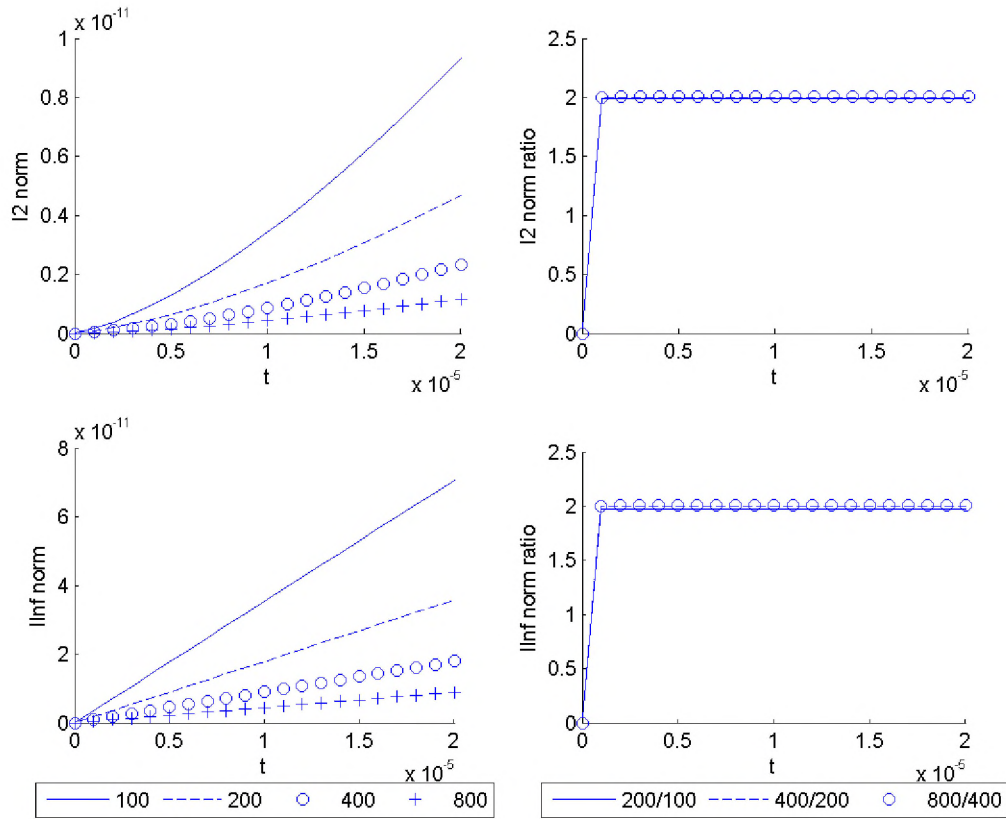 x 10^-11
1
0.8
0.6
0.4
0.2
0
l2 norm
0 0.5 1 1.5 2
t
x 10^-5
2.5
2
1.5
1
0.5
0
l2 norm ratio
0 0.5 1 1.5 2
t
x 10^-5
x 10^-11
8
6
4
2
0
lInf norm
0 0.5 1 1.5 2
t
x 10^-5
2.5
2
1.5
1
0.5
0
lInf norm ratio
0 0.5 1 1.5 2
t
x 10^-5
100 200 400 800
200/100 400/200 800/400